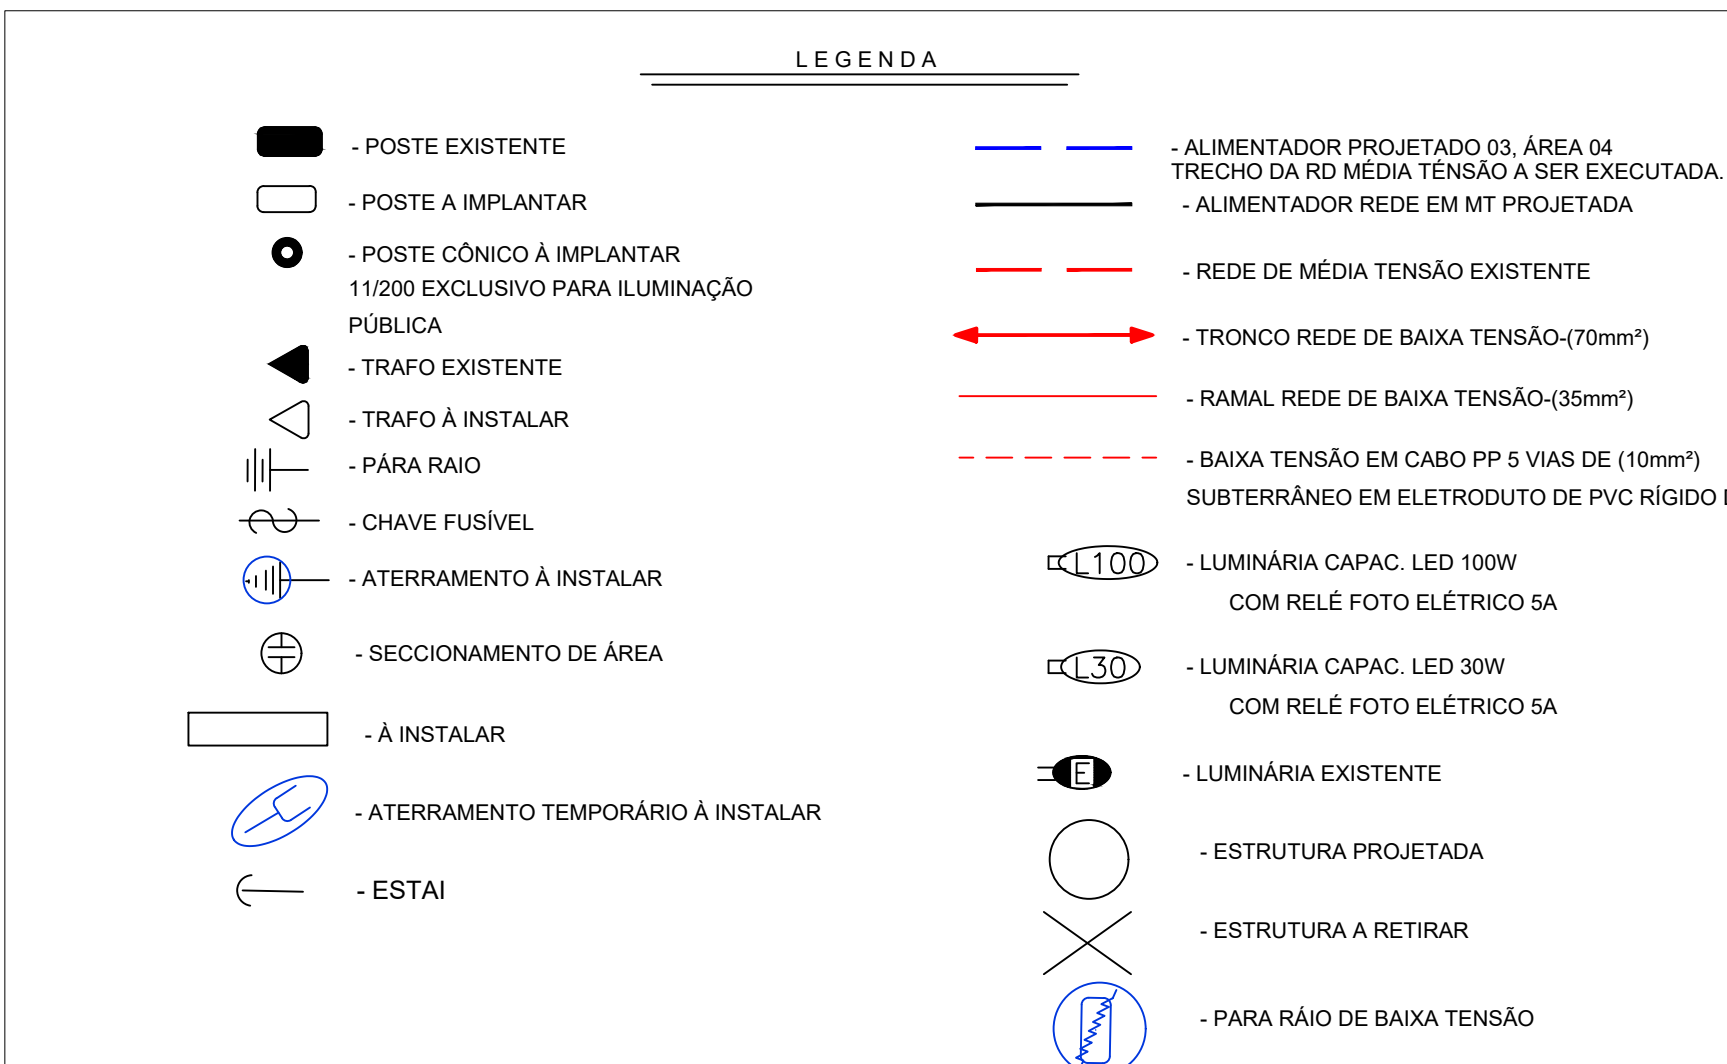 LEGENDA
- POSTE EXISTENTE
- POSTE A IMPLANTAR
- POSTE CÔNICO À IMPLANTAR
11/200 EXCLUSIVO PARA ILUMINAÇÃO
PÚBLICA
- TRAFO EXISTENTE
- TRAFO À INSTALAR
- PÁRA RAIO
- CHAVE FUSÍVEL
- ATERRAMENTO À INSTALAR
- SECCIONAMENTO DE ÁREA
- À INSTALAR
- ATERRAMENTO TEMPORÁRIO À INSTALAR
- ESTAI
- ALIMENTADOR PROJETADO 03, ÁREA 04
TRECHO DA RD MÉDIA TÉNSÃO A SER EXECUTADA.
- ALIMENTADOR REDE EM MT PROJETADA
- REDE DE MÉDIA TENSÃO EXISTENTE
- TRONCO REDE DE BAIXA TENSÃO-(70mm²)
- RAMAL REDE DE BAIXA TENSÃO-(35mm²)
- BAIXA TENSÃO EM CABO PP 5 VIAS DE (10mm²)
SUBTERRÂNEO EM ELETRODUTO DE PVC RÍGIDO
L100 - LUMINÁRIA CAPAC. LED 100W
COM RELÉ FOTO ELÉTRICO 5A
L30 - LUMINÁRIA CAPAC. LED 30W
COM RELÉ FOTO ELÉTRICO 5A
E - LUMINÁRIA EXISTENTE
- ESTRUTURA PROJETADA
- ESTRUTURA A RETIRAR
- PARA RÁIO DE BAIXA TENSÃO